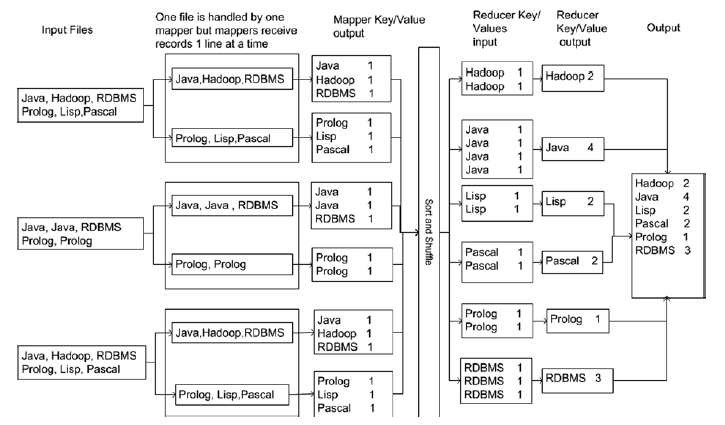 Input Files
One file is handled by one
mapper but mappers receive
records 1 line at a time
Mapper Key/Value
output
Reducer Key/
Values
input
Reducer
Key/Value
output
Output
Java, Hadoop, RDBMS
Prolog, Lisp,Pascal
Java,Hadoop,RDBMS
Prolog, Lisp,Pascal
Java 1
Hadoop 1
RDBMS 1
Prolog 1
Lisp 1
Pascal 1
Java, Java, RDBMS
Prolog, Prolog
Java, Java , RDBMS
Prolog, Prolog
Java 1
Java 1
RDBMS 1
Prolog 1
Prolog 1
Java, Hadoop, RDBMS
Prolog, Lisp, Pascal
Java,Hadoop,RDBMS
Prolog, Lisp,Pascal
Java 1
Hadoop 1
RDBMS 1
Prolog 1
Lisp 1
Pascal 1
Sort and Shuffle
Hadoop 1
Hadoop 1
Hadoop 2
Java 1
Java 1
Java 1
Java 1
Java 4
Lisp 1
Lisp 1
Lisp 2
Pascal 1
Pascal 1
Pascal 2
Prolog 1
Prolog 1
Prolog 1
RDBMS 1
RDBMS 1
RDBMS 1
RDBMS 3
Hadoop 2
Java 4
Lisp 2
Pascal 2
Prolog 1
RDBMS 3